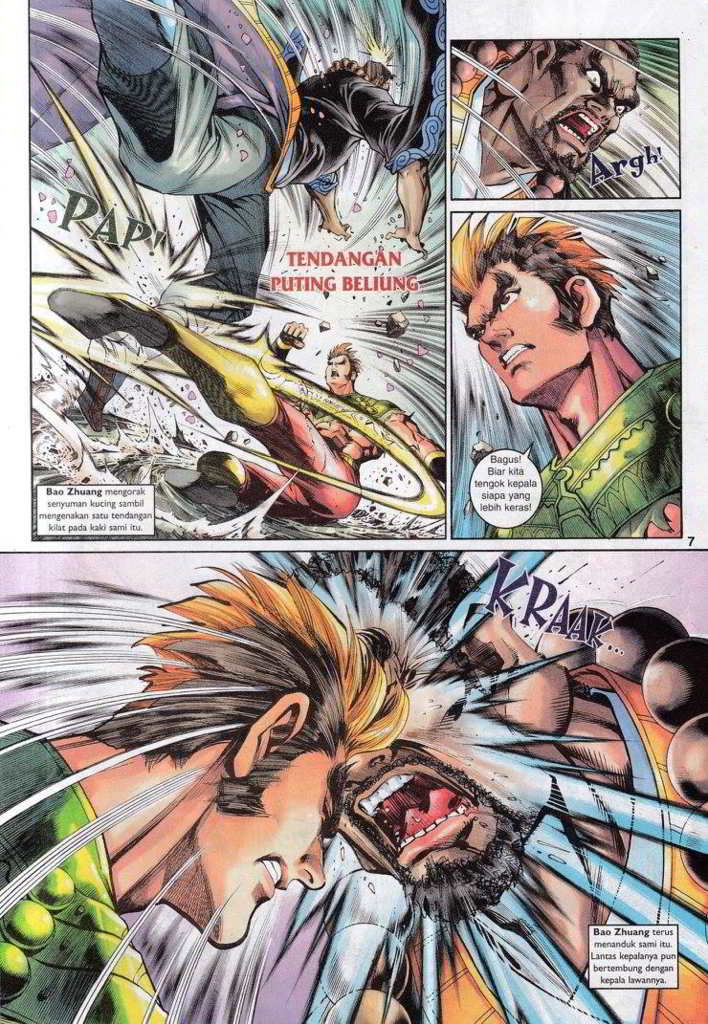 PAP!
TENDANGAN
PUTING BELIUNG
Bao Zhuang mengorak
senyuman kucing sambil
mengenakan satu tendangan
kilat pada kaki sami itu.
Argh!
Bagus!
Biar kita
tengok kepala
siapa yang
lebih keras!
7
KRAAK...
Bao Zhuang terus
menanduk sami itu.
Lantas kepalanya pun
bertembung dengan
kepala lawannya.